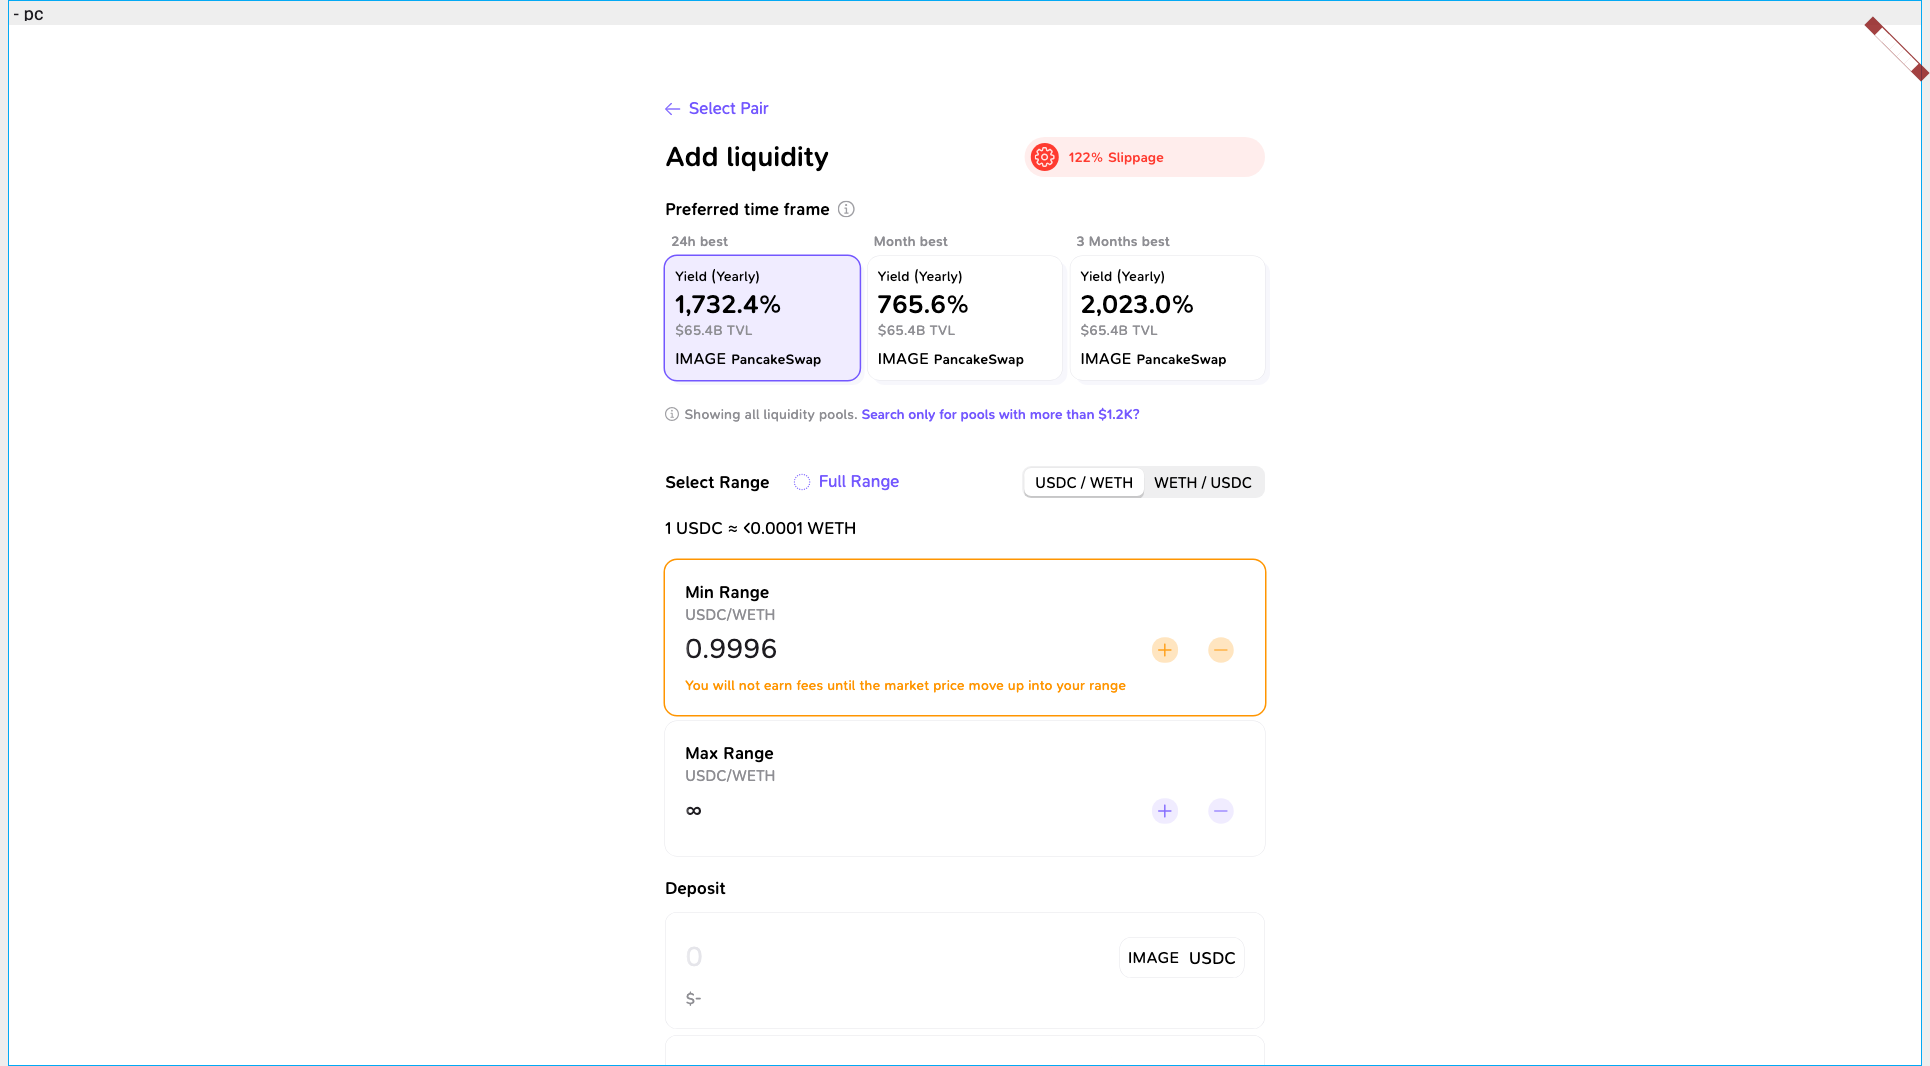 - pc
Select Pair
Add liquidity
122% Slippage
Preferred time frame
24h best
Month best
3 Months best
Yield (Yearly)
1,732.4%
$65.4B TVL
IMAGE PancakeSwap
Yield (Yearly)
765.6%
$65.4B TVL
IMAGE PancakeSwap
Yield (Yearly)
2,023.0%
$65.4B TVL
IMAGE PancakeSwap
Showing all liquidity pools. Search only for pools with more than $1.2K?
Select Range
Full Range
USDC / WETH
WETH / USDC
1 USDC ≈ <0.0001 WETH
Min Range
USDC/WETH
0.9996
You will not earn fees until the market price move up into your range
Max Range
USDC/WETH
∞
Deposit
0
IMAGE USDC
$-